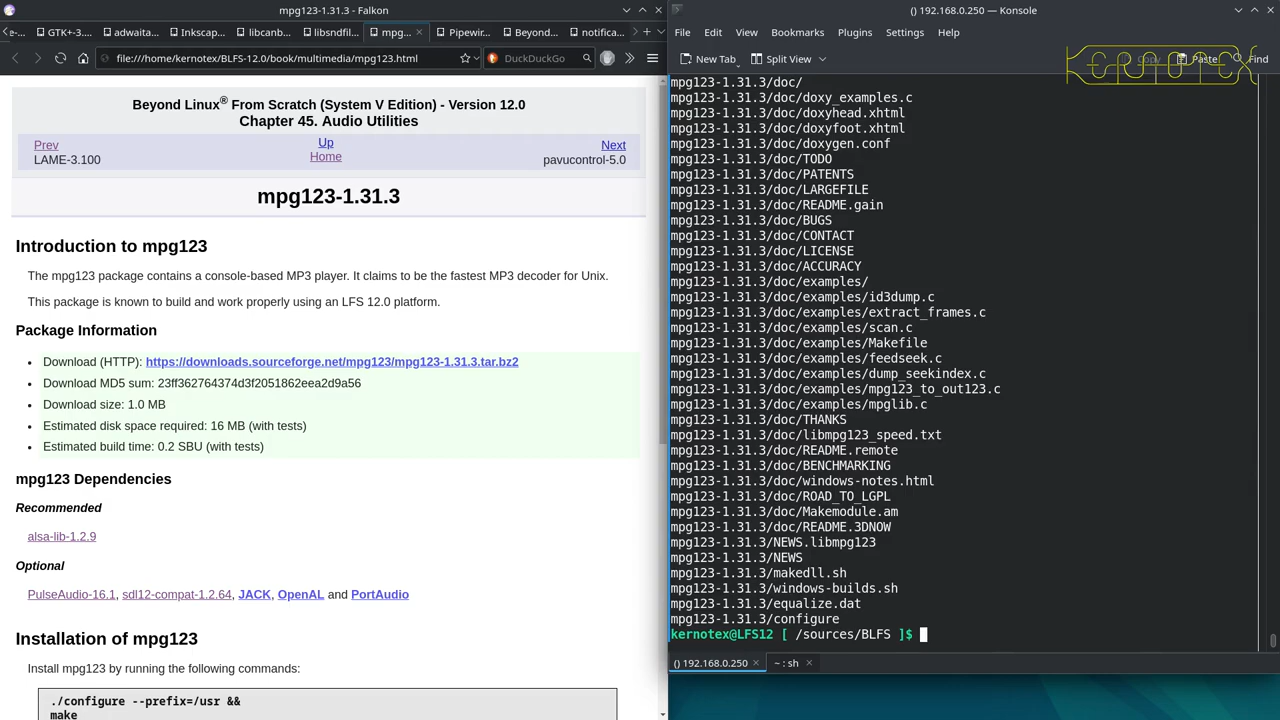 mpg123-1.31.3 - Falkon
e-... GTK+-3.... adwaita... Inkscap... libcanb... libsndfil... mpg... Pipewir... Beyond... notifica...
file:///home/kernotex/BLFS-12.0/book/multimedia/mpg123.html
DuckDuckGo
Beyond Linux® From Scratch (System V Edition) - Version 12.0
Chapter 45. Audio Utilities
Prev Up Next
LAME-3.100 Home pavucontrol-5.0
mpg123-1.31.3
Introduction to mpg123
The mpg123 package contains a console-based MP3 player. It claims to be the fastest MP3 decoder for Unix.
This package is known to build and work properly using an LFS 12.0 platform.
Package Information
• Download (HTTP): https://downloads.sourceforge.net/mpg123/mpg123-1.31.3.tar.bz2
• Download MD5 sum: 23ff362764374d3f2051862eea2d9a56
• Download size: 1.0 MB
• Estimated disk space required: 16 MB (with tests)
• Estimated build time: 0.2 SBU (with tests)
mpg123 Dependencies
Recommended
alsa-lib-1.2.9
Optional
PulseAudio-16.1, sdl12-compat-1.2.64, JACK, OpenAL and PortAudio
Installation of mpg123
Install mpg123 by running the following commands:
./configure --prefix=/usr &&
make
() 192.168.0.250 — Konsole
File Edit View Bookmarks Plugins Settings Help
New Tab Split View Copy Paste Find
KERNOTEX
mpg123-1.31.3/doc/
mpg123-1.31.3/doc/doxy_examples.c
mpg123-1.31.3/doc/doxyhead.xhtml
mpg123-1.31.3/doc/doxyfoot.xhtml
mpg123-1.31.3/doc/doxygen.conf
mpg123-1.31.3/doc/TODO
mpg123-1.31.3/doc/PATENTS
mpg123-1.31.3/doc/LARGEFILE
mpg123-1.31.3/doc/README.gain
mpg123-1.31.3/doc/BUGS
mpg123-1.31.3/doc/CONTACT
mpg123-1.31.3/doc/LICENSE
mpg123-1.31.3/doc/ACCURACY
mpg123-1.31.3/doc/examples/
mpg123-1.31.3/doc/examples/id3dump.c
mpg123-1.31.3/doc/examples/extract_frames.c
mpg123-1.31.3/doc/examples/scan.c
mpg123-1.31.3/doc/examples/Makefile
mpg123-1.31.3/doc/examples/feedseek.c
mpg123-1.31.3/doc/examples/dump_seekindex.c
mpg123-1.31.3/doc/examples/mpg123_to_out123.c
mpg123-1.31.3/doc/examples/mpglib.c
mpg123-1.31.3/doc/THANKS
mpg123-1.31.3/doc/libmpg123_speed.txt
mpg123-1.31.3/doc/README.remote
mpg123-1.31.3/doc/BENCHMARKING
mpg123-1.31.3/doc/windows-notes.html
mpg123-1.31.3/doc/ROAD_TO_LGPL
mpg123-1.31.3/doc/Makemodule.am
mpg123-1.31.3/doc/README.3DNOW
mpg123-1.31.3/NEWS.libmpg123
mpg123-1.31.3/NEWS
mpg123-1.31.3/makedll.sh
mpg123-1.31.3/windows-builds.sh
mpg123-1.31.3/equalize.dat
mpg123-1.31.3/configure
kernotex@LFS12 [ /sources/BLFS ]$
() 192.168.0.250 ~ : sh